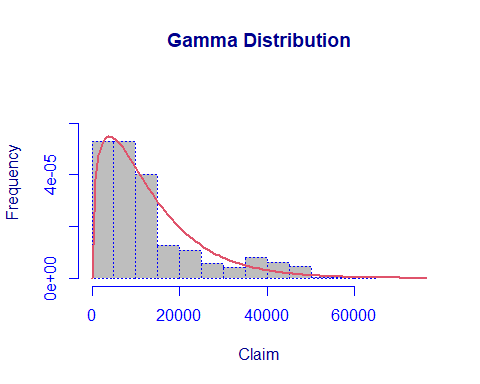 Gamma Distribution
Frequency
4e-05
0e+00
0 20000 40000 60000
Claim